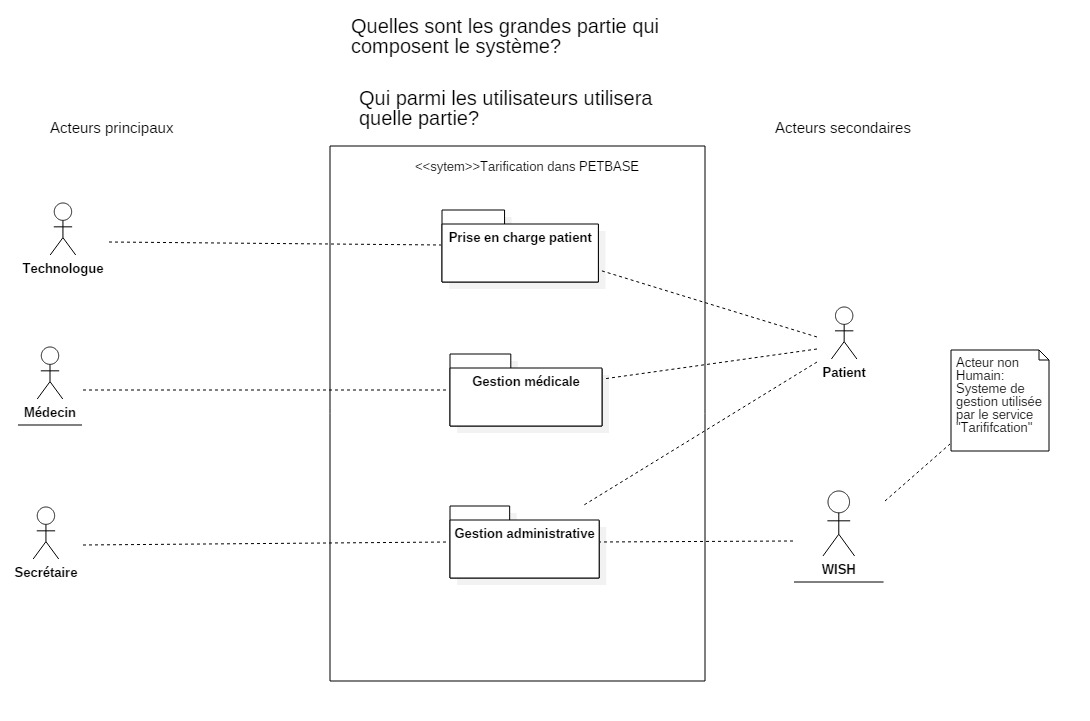 Quelles sont les grandes partie qui
composent le système?
Qui parmi les utilisateurs utilisera
quelle partie?
Acteurs principaux
Acteurs secondaires
<<sytem>>Tarification dans PETBASE
Technologue
Prise en charge patient
Médecin
Gestion médicale
Patient
Acteur non
Humain:
Systeme de
gestion utilisée
par le service
"Tarififcation"
Secrétaire
Gestion administrative
WISH